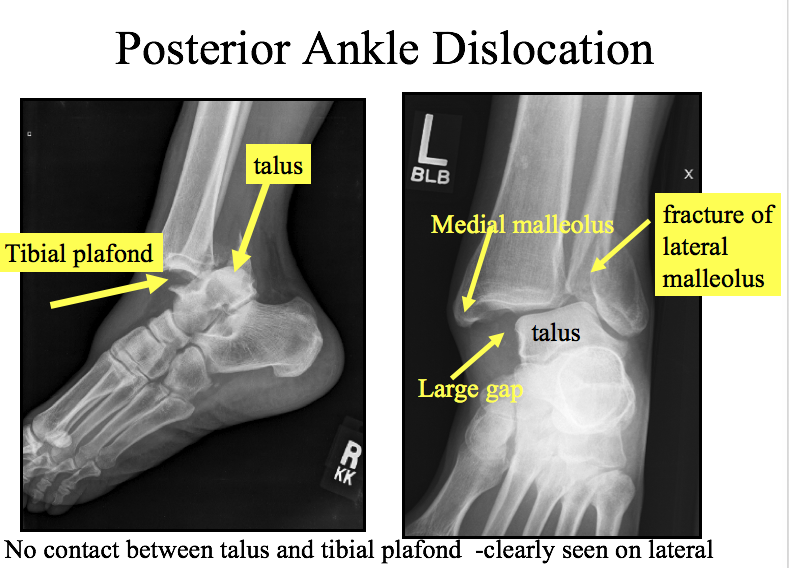 Posterior Ankle Dislocation
talus
Tibial plafond
R
KK
L
BLB
X
Medial malleolus
fracture of
lateral
malleolus
talus
Large gap
No contact between talus and tibial plafond -clearly seen on lateral